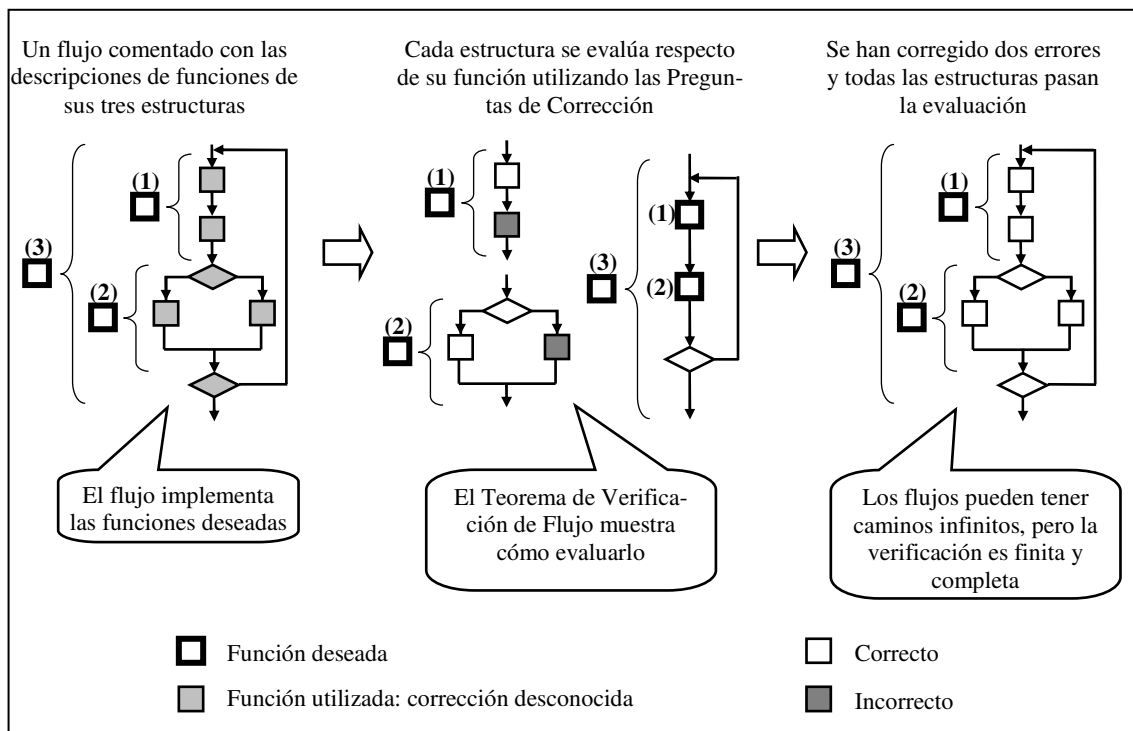 Un flujo comentado con las
descripciones de funciones de
sus tres estructuras
Cada estructura se evalúa respecto
de su función utilizando las Pregun-
tas de Corrección
Se han corregido dos errores
y todas las estructuras pasan
la evaluación
(1)
(3)
(2)
(1)
(2)
(1)
(3)
(2)
(1)
(3)
(2)
El flujo implementa
las funciones deseadas
El Teorema de Verifica-
ción de Flujo muestra
cómo evaluarlo
Los flujos pueden tener
caminos infinitos, pero la
verificación es finita y
completa
Función deseada
Función utilizada: corrección desconocida
Correcto
Incorrecto